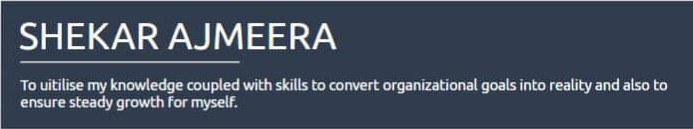 SHEKAR AJMEERA
To uitilise my knowledge coupled with skills to convert organizational goals into reality and also to
ensure steady growth for myself.